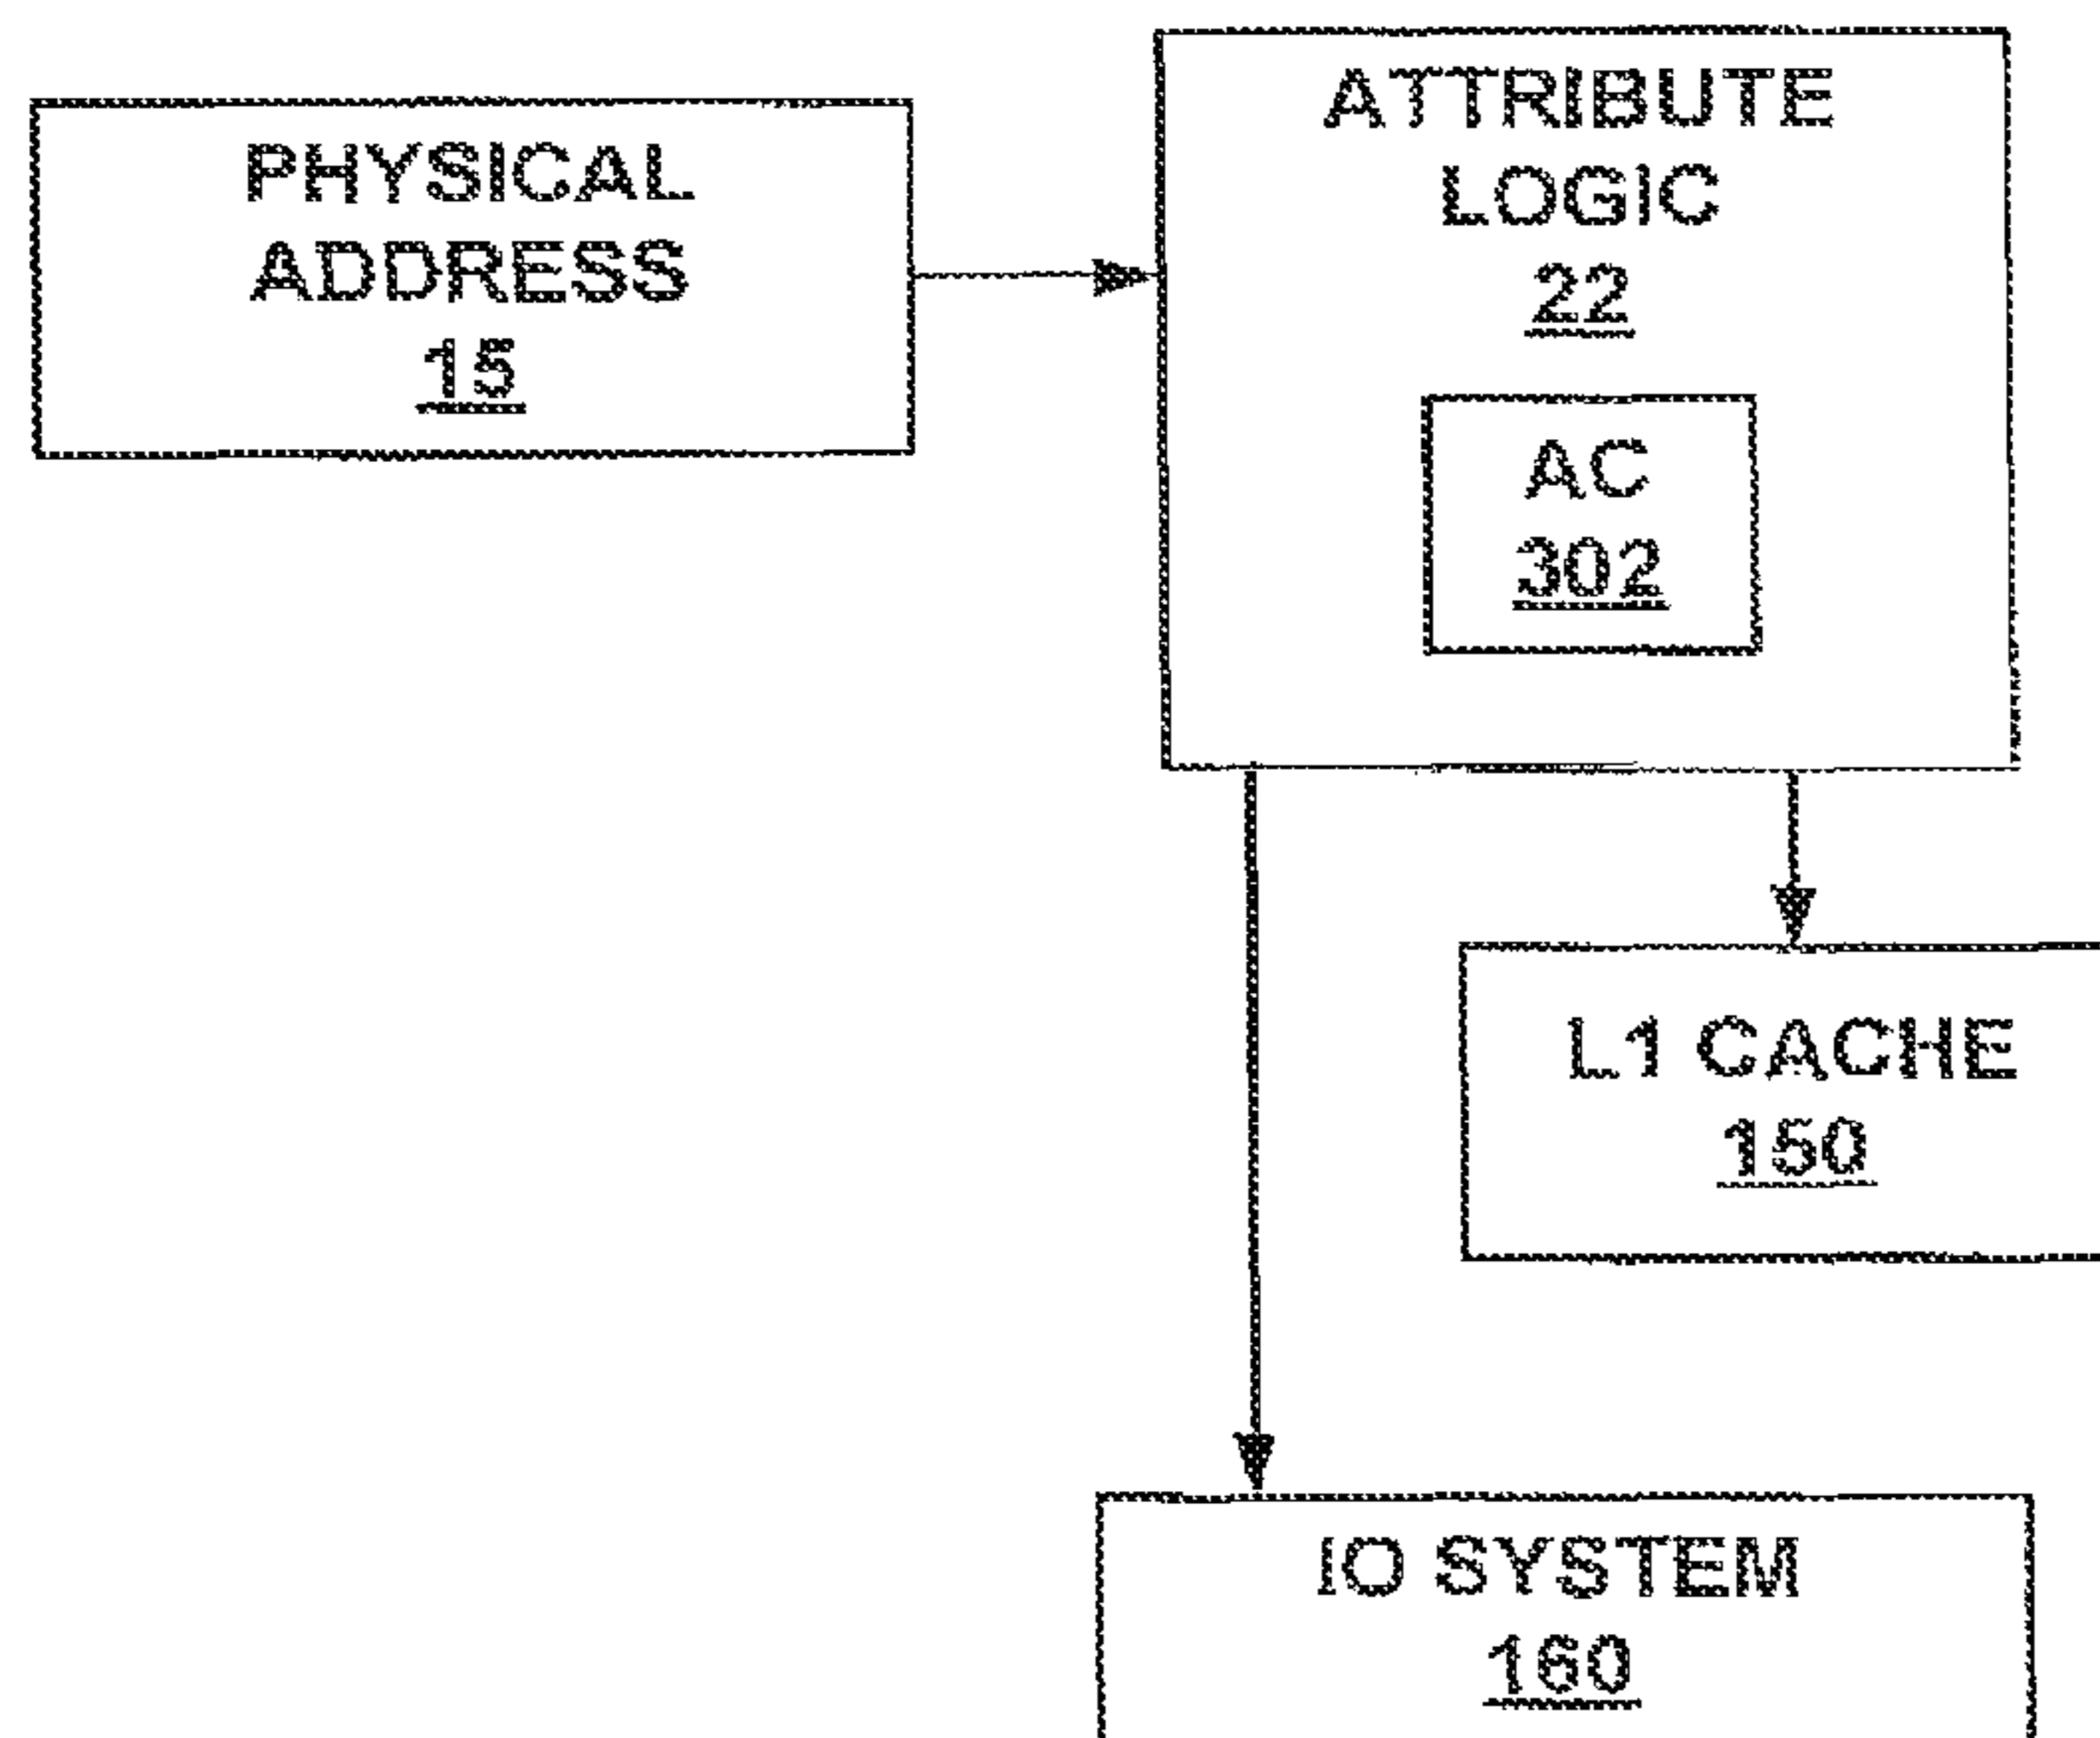 PHYSICAL
ADDRESS
15
ATTRIBUTE
LOGIC
22
AC
302
L1 CACHE
150
IO SYSTEM
160